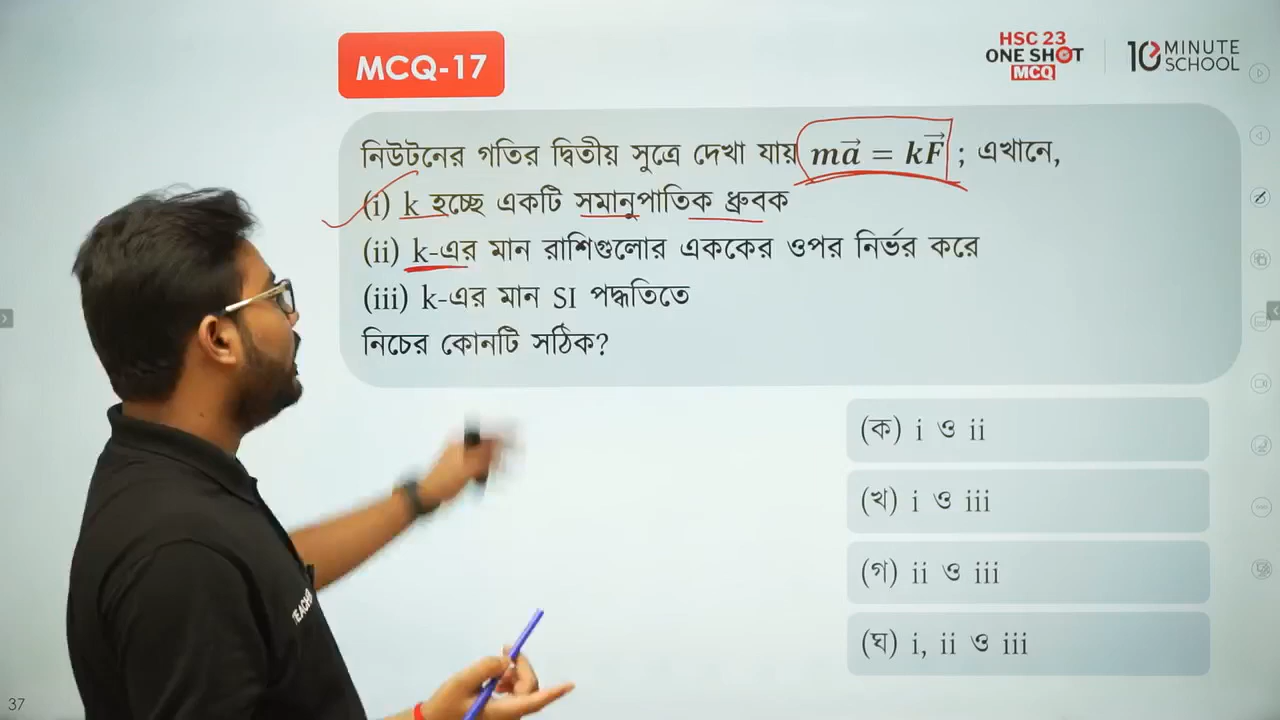 MCQ-17
HSC 23
ONE SHOT
MCQ
10 MINUTE
SCHOOL
নিউটনের গতির দ্বিতীয় সুত্রে দেখা যায় ma⃗ = kF⃗ ; এখানে,
(i) k হচ্ছে একটি সমানুপাতিক ধ্রুবক
(ii) k-এর মান রাশিগুলোর এককের ওপর নির্ভর করে
(iii) k-এর মান SI পদ্ধতিতে
নিচের কোনটি সঠিক?
(ক) i ও ii
(খ) i ও iii
(গ) ii ও iii
(ঘ) i, ii ও iii
37